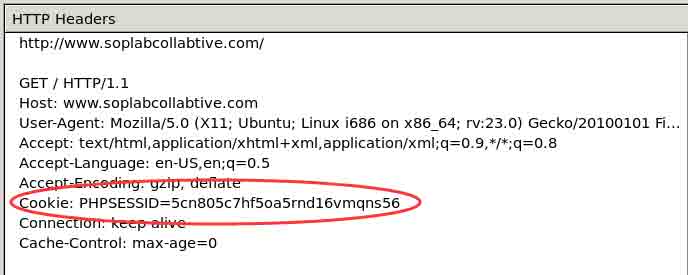 HTTP Headers
http://www.soplabcollabtive.com/
GET / HTTP/1.1
Host: www.soplabcollabtive.com
User-Agent: Mozilla/5.0 (X11; Ubuntu; Linux i686 on x86_64; rv:23.0) Gecko/20100101 Fi...
Accept: text/html,application/xhtml+xml,application/xml;q=0.9,*/*;q=0.8
Accept-Language: en-US,en;q=0.5
Accept-Encoding: gzip, deflate
Cookie: PHPSESSID=5cn805c7hf5oa5rnd16vmqns56
Connection: keep-alive
Cache-Control: max-age=0